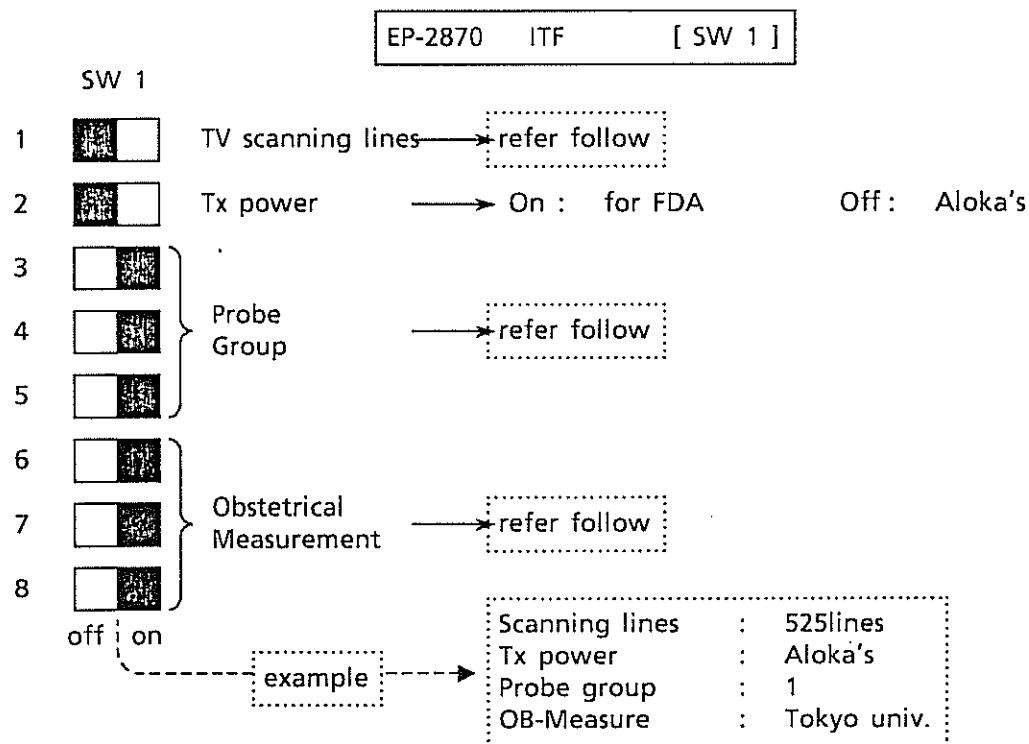 EP-2870 ITF [ SW 1 ]
SW 1
1 TV scanning lines refer follow
2 Tx power On : for FDA Off : Aloka's
3
4 Probe Group refer follow
5
6
7 Obstetrical Measurement refer follow
8
off on
example
Scanning lines : 525lines
Tx power : Aloka's
Probe group : 1
OB-Measure : Tokyo univ.